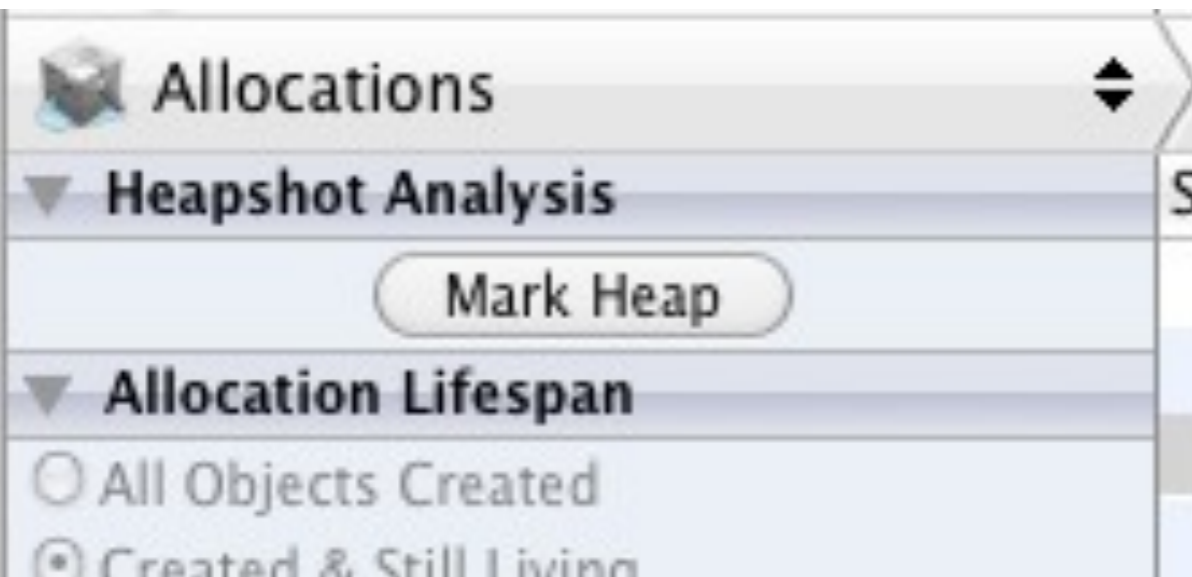 Allocations
Heapshot Analysis
S
Mark Heap
Allocation Lifespan
All Objects Created
Created & Still Living